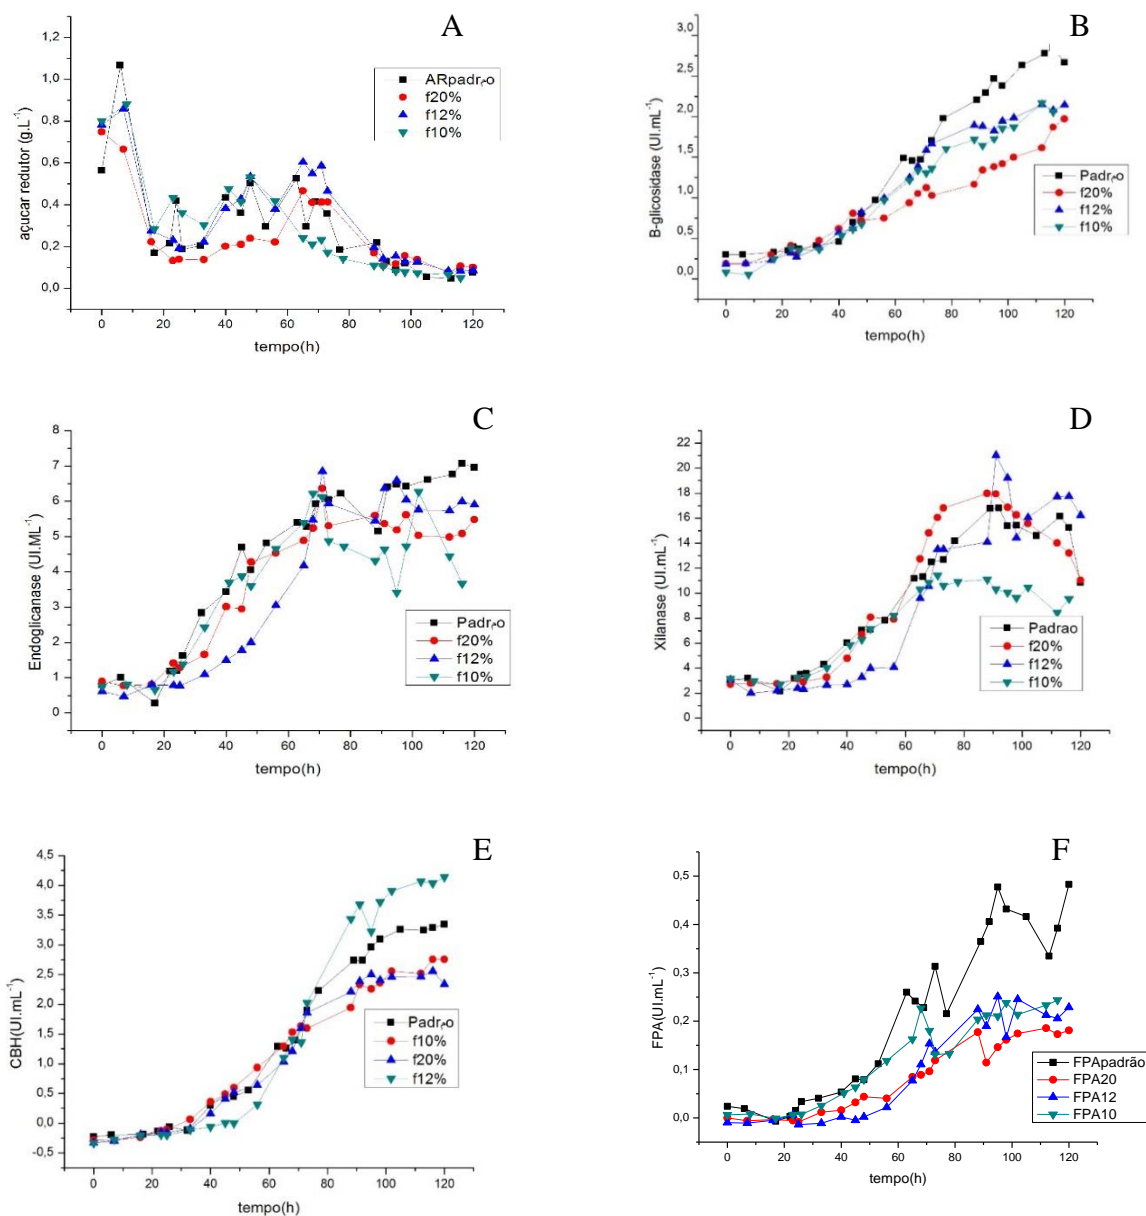 A
1,2
1,0
0,8
0,6
0,4
0,2
0,0
açúcar redutor (g.L⁻¹)
ARpadr,-o
f20%
f12%
f10%
0 20 40 60 80 100 120
tempo(h)
B
3,0
2,5
2,0
1,5
1,0
0,5
0,0
B-glicosidase (UI.mL⁻¹)
Padr,-o
f20%
f12%
f10%
0 20 40 60 80 100 120
tempo(h)
C
8
7
6
5
4
3
2
1
0
Endoglicanase (UI.ML⁻¹)
Padr,-o
f20%
f12%
f10%
0 20 40 60 80 100 120
tempo(h)
D
22
20
18
16
14
12
10
8
6
4
2
0
Xilanase (UI.mL⁻¹)
Padrao
f20%
f12%
f10%
0 20 40 60 80 100 120
tempo(h)
E
4,5
4,0
3,5
3,0
2,5
2,0
1,5
1,0
0,5
0,0
-0,5
CBH(UI.mL⁻¹)
Padr,-o
f10%
f20%
f12%
0 20 40 60 80 100 120
tempo(h)
F
0,5
0,4
0,3
0,2
0,1
0,0
FPA(UI.mL⁻¹)
FPApadrão
FPA20
FPA12
FPA10
0 20 40 60 80 100 120
tempo(h)